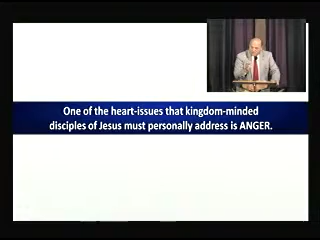 One of the heart-issues that kingdom-minded
disciples of Jesus must personally address is ANGER.